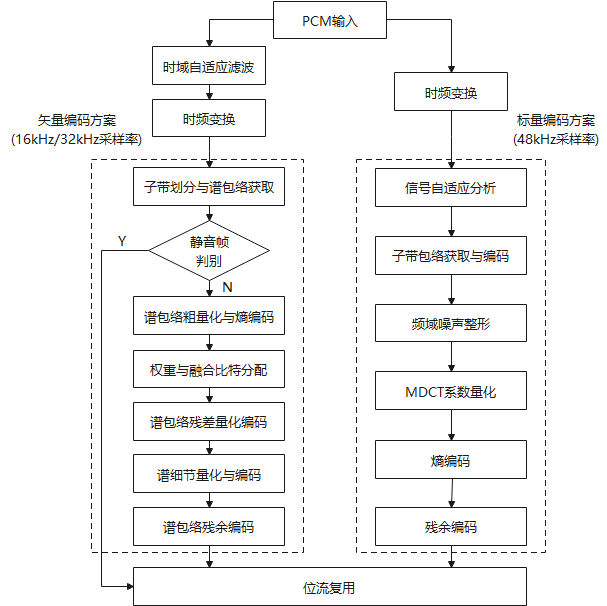 PCM输入
时域自适应滤波
时频变换
矢量编码方案
(16kHz/32kHz采样率)
子带划分与谱包络获取
静音帧
判别
Y
N
谱包络粗量化与熵编码
权重与融合比特分配
谱包络残差量化编码
谱细节量化与编码
谱包络残余编码
时频变换
标量编码方案
(48kHz采样率)
信号自适应分析
子带包络获取与编码
频域噪声整形
MDCT系数量化
熵编码
残余编码
位流复用